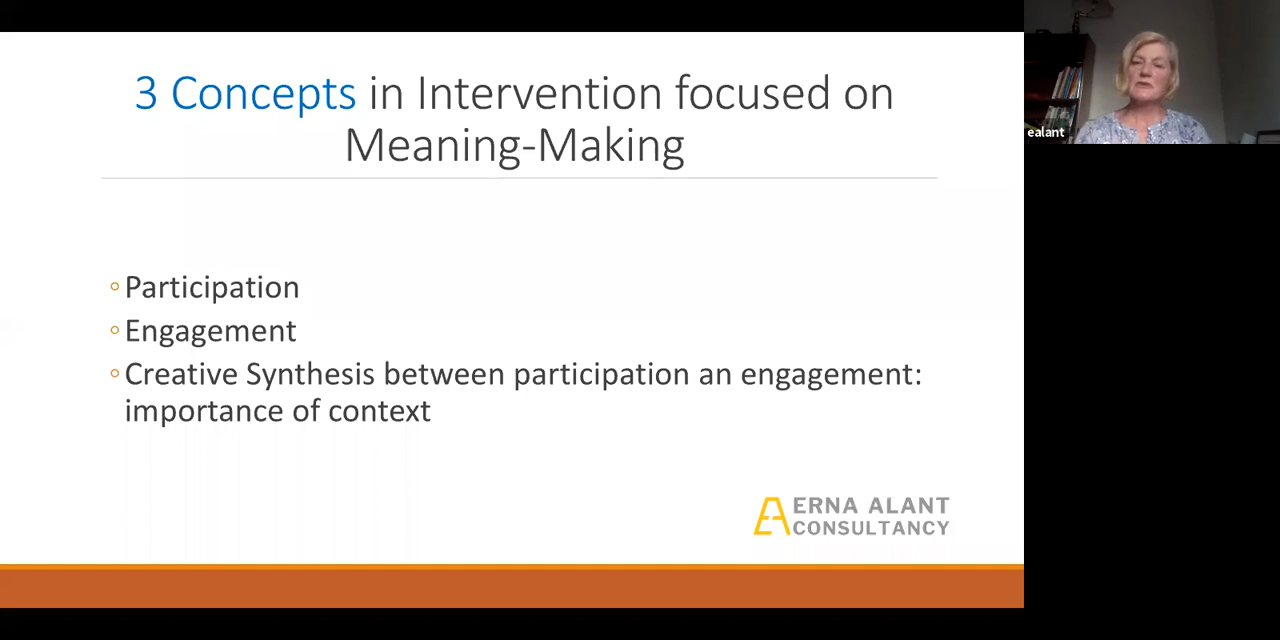 3 Concepts in Intervention focused on
Meaning-Making
◦Participation
◦Engagement
◦Creative Synthesis between participation an engagement:
importance of context
EA ERNA ALANT
CONSULTANCY
ealant